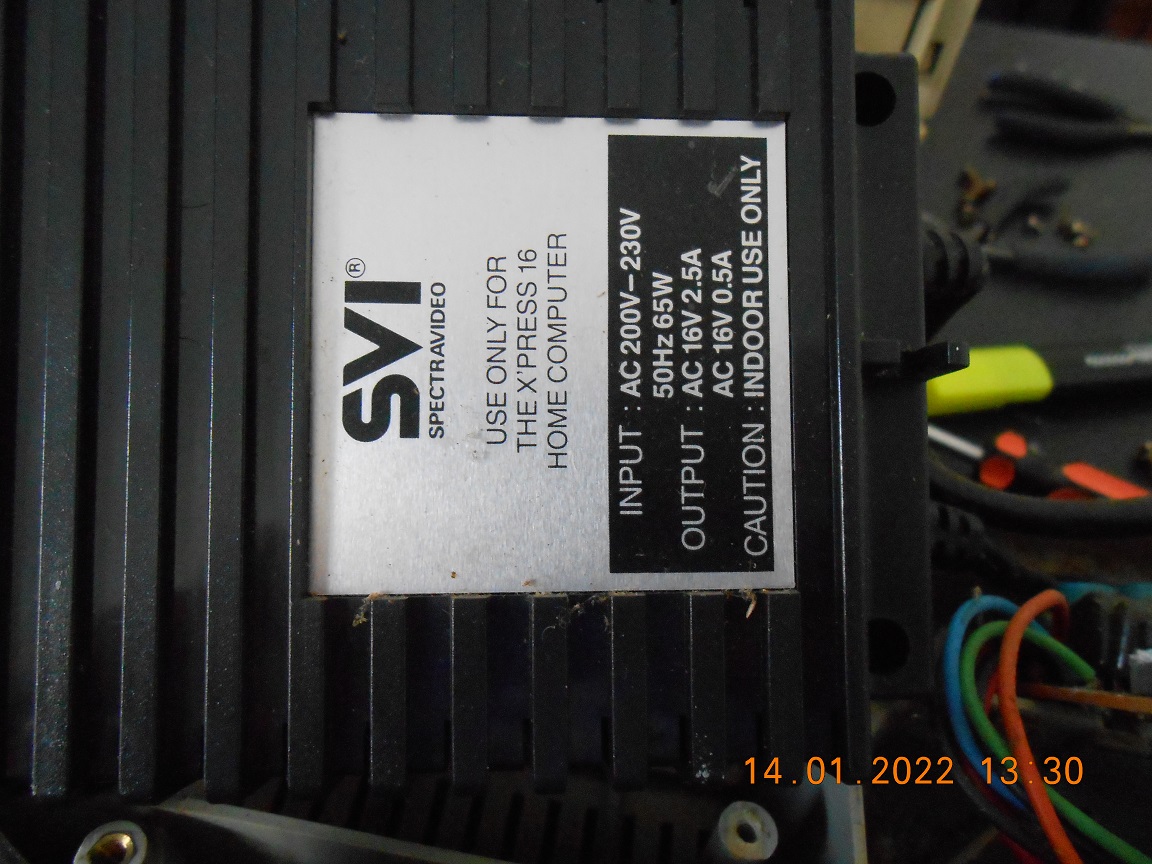 SVI®
SPECTRAVIDEO
USE ONLY FOR
THE X'PRESS 16
HOME COMPUTER
INPUT : AC 200V–230V
50Hz 65W
OUTPUT : AC 16V 2.5A
AC 16V 0.5A
CAUTION : INDOOR USE ONLY
14.01.2022 13:30